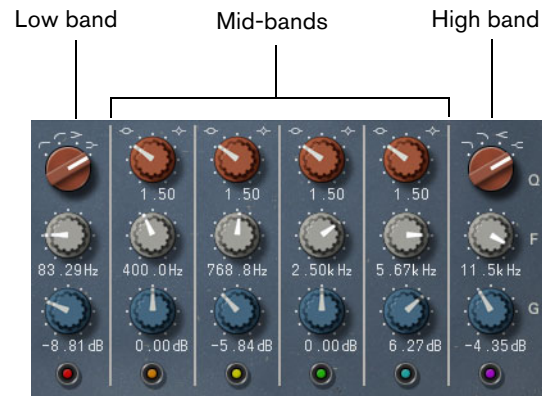 Low band Mid-bands High band
1.50 1.50 1.50 1.50 Q
83.29Hz 400.0Hz 768.8Hz 2.50kHz 5.67kHz 11.5kHz F
-8.81dB 0.00dB -5.84dB 0.00dB 6.27dB -4.35dB G